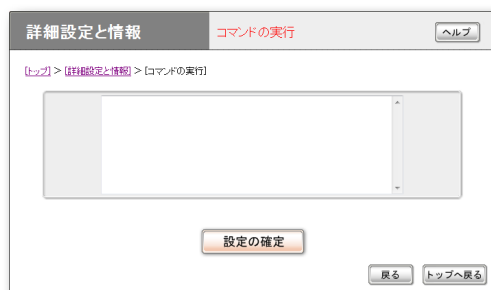 詳細設定と情報 コマンドの実行 ヘルプ
[トップ] > [詳細設定と情報] > [コマンドの実行]
設定の確定
戻る トップへ戻る